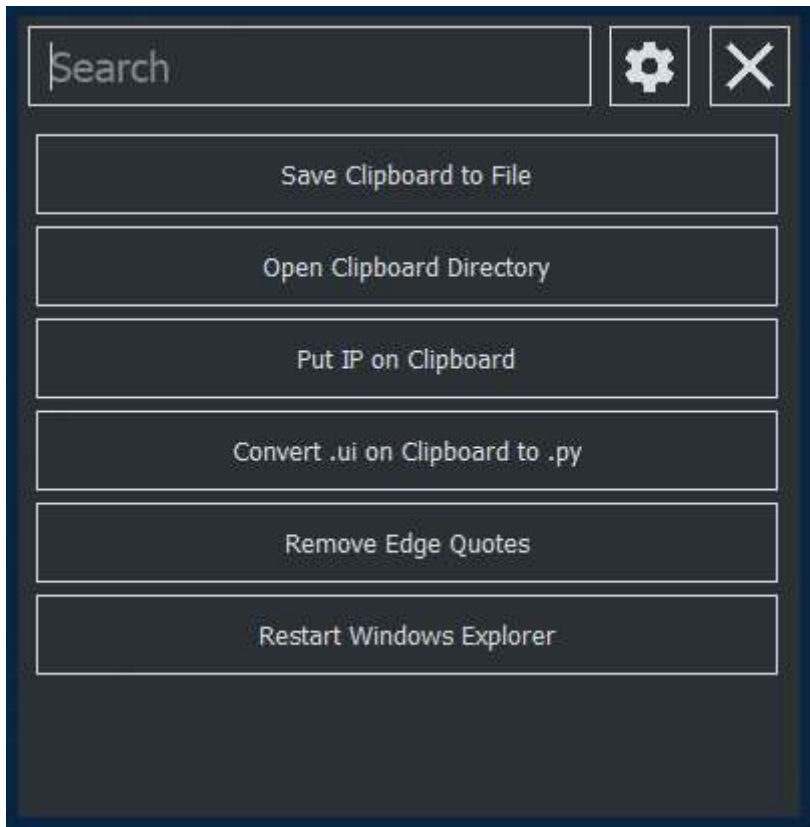 Search
Save Clipboard to File
Open Clipboard Directory
Put IP on Clipboard
Convert .ui on Clipboard to .py
Remove Edge Quotes
Restart Windows Explorer